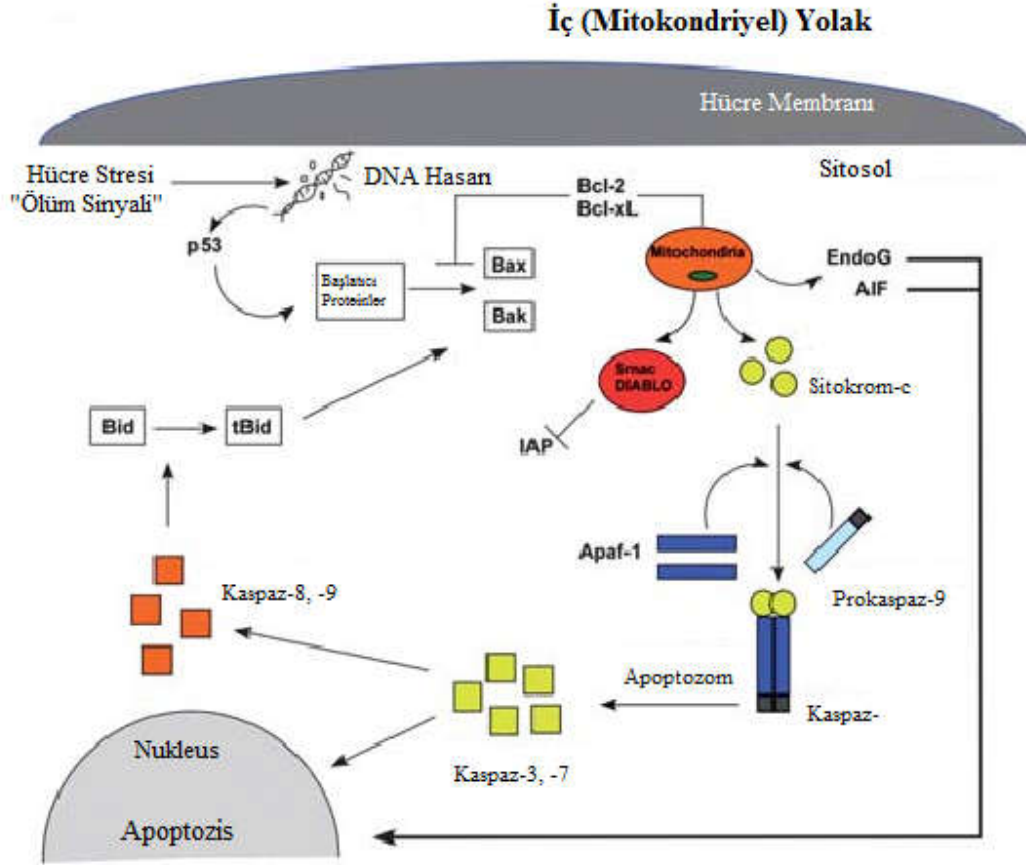 İç (Mitokondriyel) Yolak
Hücre Membranı
Hücre Stresi
"Ölüm Sinyali"
DNA Hasarı
Sitosol
p53
Başlatıcı
Proteinler
Bcl-2
Bcl-xL
Bax
Bak
Mitochondria
EndoG
AIF
Smac
DIABLO
Sitokrom-c
IAP
Bid
tBid
Apaf-1
Prokaspaz-9
Kaspaz-8, -9
Apoptozom
Kaspaz-
Kaspaz-3, -7
Nukleus
Apoptozis